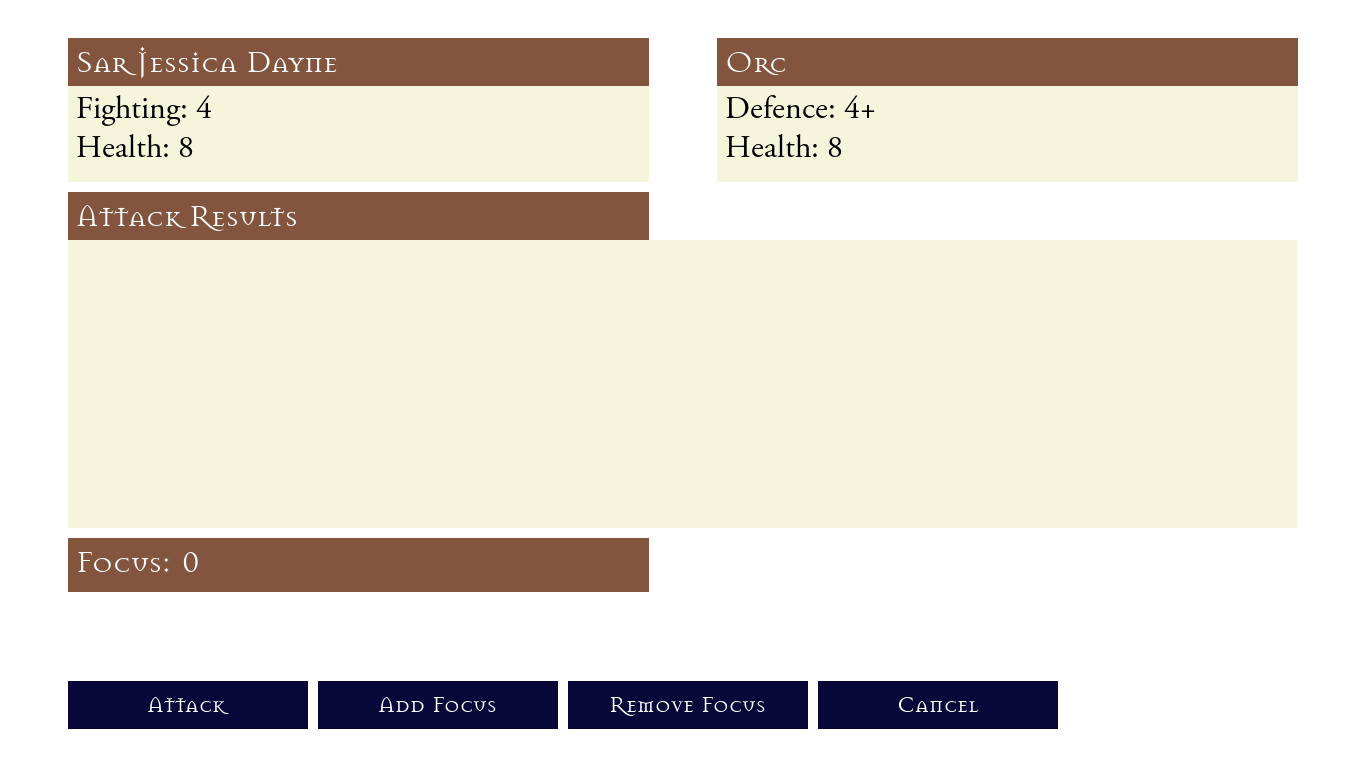 Sar Jessica Dayne
Fighting: 4
Health: 8
Orc
Defence: 4+
Health: 8
Attack Results
Focus: 0
Attack
Add Focus
Remove Focus
Cancel